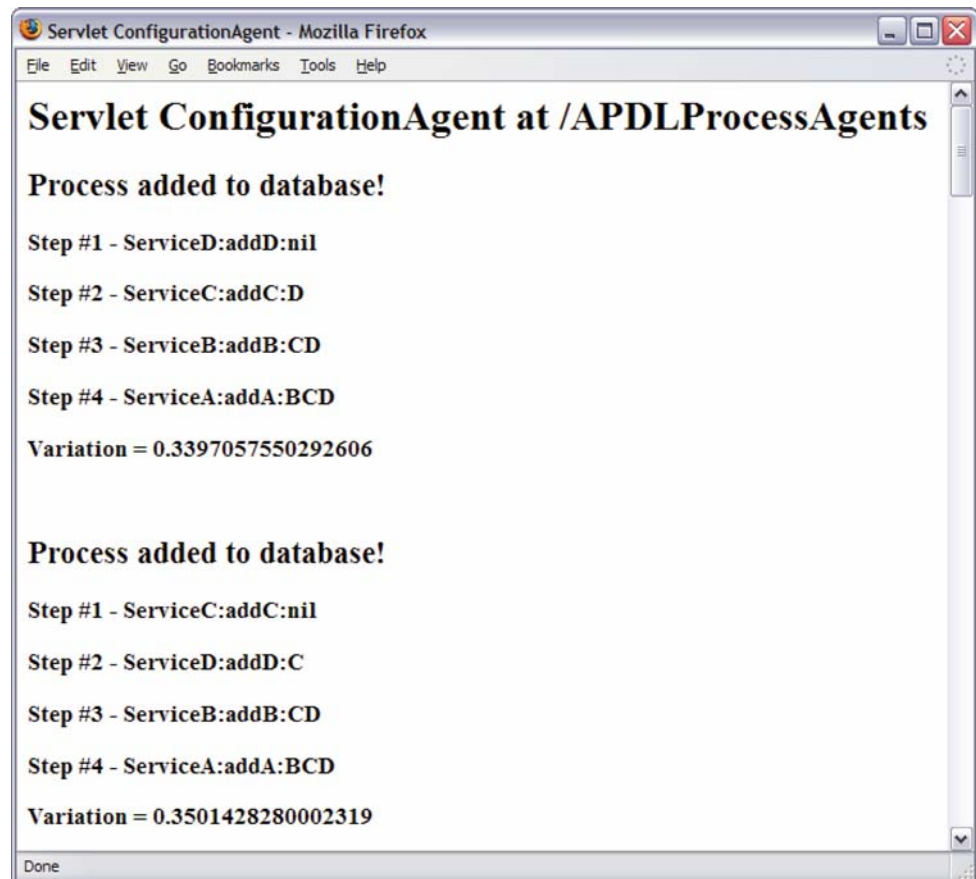 Servlet ConfigurationAgent - Mozilla Firefox
File Edit View Go Bookmarks Tools Help
Servlet ConfigurationAgent at /APDLProcessAgents
Process added to database!
Step #1 - ServiceD:addD:nil
Step #2 - ServiceC:addC:D
Step #3 - ServiceB:addB:CD
Step #4 - ServiceA:addA:BCD
Variation = 0.3397057550292606
Process added to database!
Step #1 - ServiceC:addC:nil
Step #2 - ServiceD:addD:C
Step #3 - ServiceB:addB:CD
Step #4 - ServiceA:addA:BCD
Variation = 0.3501428280002319
Done